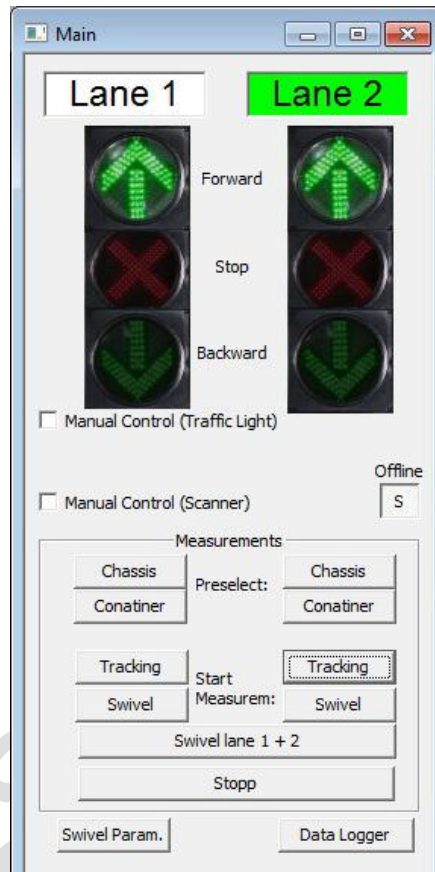 Main
Lane 1 Lane 2
Forward
Stop
Backward
Manual Control (Traffic Light)
Offline
Manual Control (Scanner) S
Measurements
Chassis Preselect: Chassis
Conatiner Conatiner
Tracking Start Tracking
Swivel Measurem: Swivel
Swivel lane 1 + 2
Stopp
Swivel Param. Data Logger